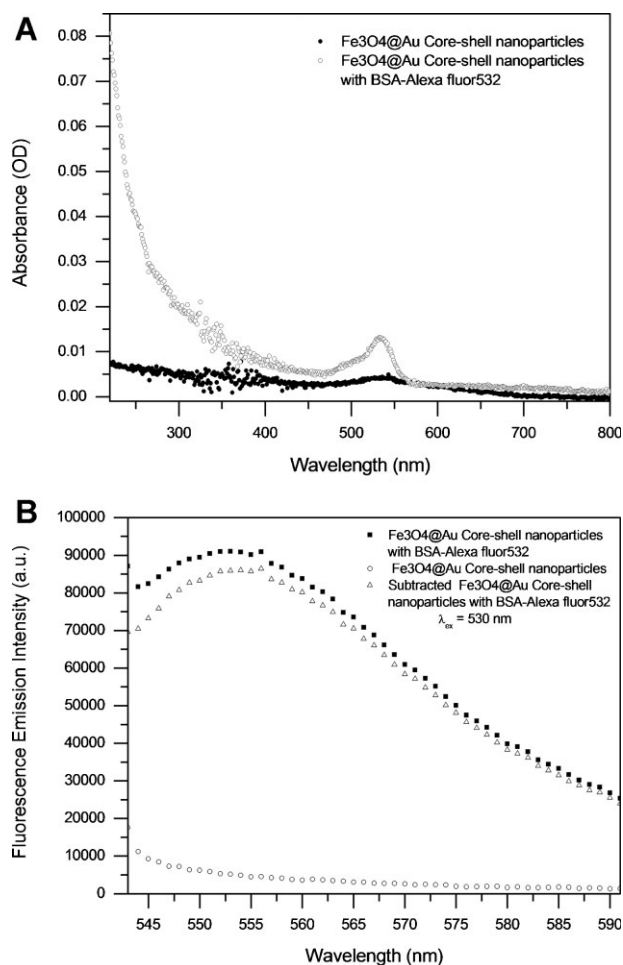 A
Fe3O4@Au Core-shell nanoparticles
Fe3O4@Au Core-shell nanoparticles
with BSA-Alexa fluor532
0.08
0.07
0.06
0.05
0.04
0.03
0.02
0.01
0.00
Absorbance (OD)
300
400
500
600
700
800
Wavelength (nm)
B
Fe3O4@Au Core-shell nanoparticles
with BSA-Alexa fluor532
Fe3O4@Au Core-shell nanoparticles
Subtracted Fe3O4@Au Core-shell
nanoparticles with BSA-Alexa fluor532
λex = 530 nm
100000
90000
80000
70000
60000
50000
40000
30000
20000
10000
0
Fluorescence Emission Intensity (a.u.)
545
550
555
560
565
570
575
580
585
590
Wavelength (nm)